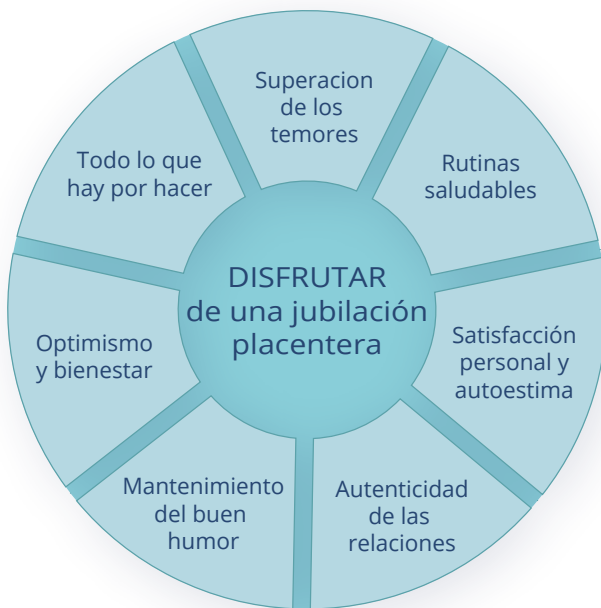 Superacion
de los
temores
Rutinas
saludables
Satisfacción
personal y
autoestima
Autenticidad
de las
relaciones
Mantenimiento
del buen
humor
Optimismo
y bienestar
Todo lo que
hay por hacer
DISFRUTAR
de una jubilación
placentera